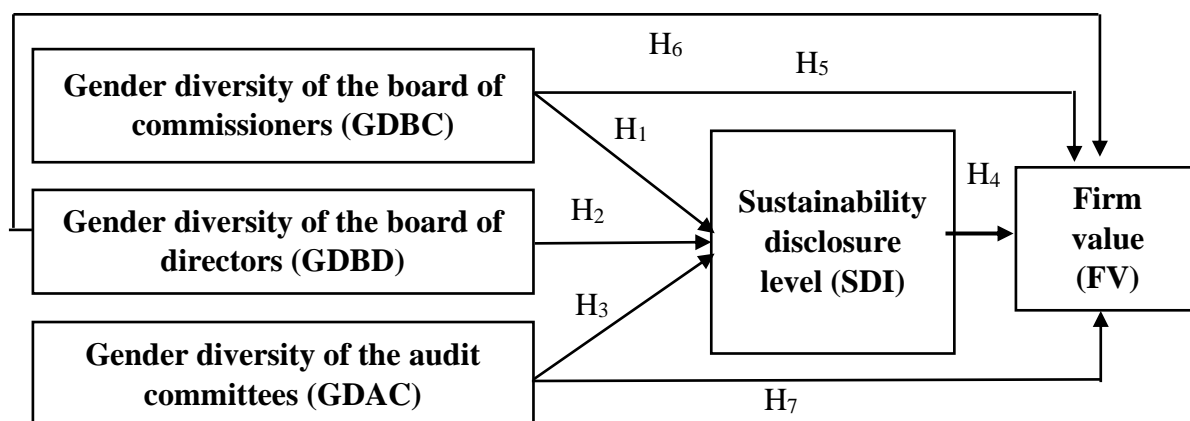 H₆
H₅
Gender diversity of the board of
commissioners (GDBC)
H₁
H₄
Gender diversity of the board of
directors (GDBD)
H₂
Sustainability
disclosure
level (SDI)
Firm
value
(FV)
H₃
Gender diversity of the audit
committees (GDAC)
H₇